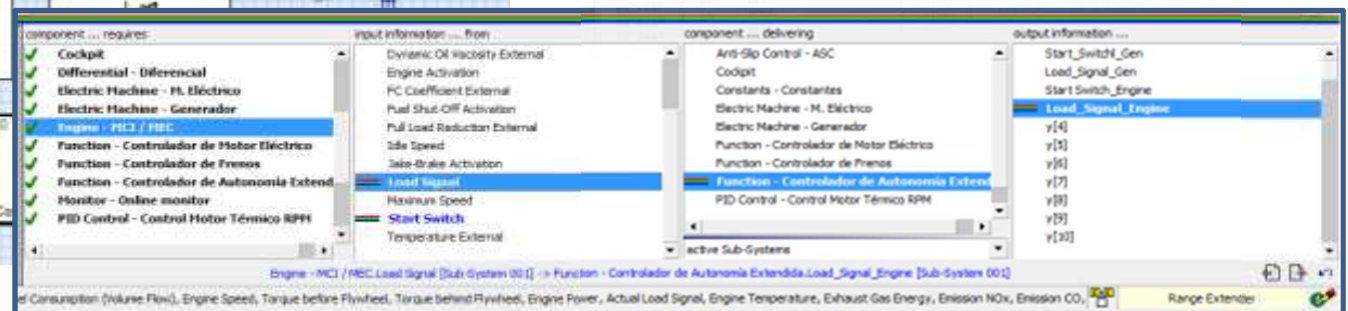 component ... requires
input information ... from
component ... delivering
output information ...
Cockpit
Differential - Diferencial
Electric Machine - M. Eléctrico
Electric Machine - Generador
Engine - MCI / MEC
Function - Controlador de Motor Eléctrico
Function - Controlador de Frenos
Function - Controlador de Autonomía Extend
Monitor - Online monitor
PID Control - Control Motor Térmico RPM
Dynamic Oil Viscosity External
Engine Activation
FC Coefficient External
Fuel Shut-Off Activation
Full Load Reduction External
Idle Speed
Jake-Brake Activation
Load Signal
Maximum Speed
Start Switch
Temperature External
Anti-Slip Control - ASC
Cockpit
Constants - Constantes
Electric Machine - M. Eléctrico
Electric Machine - Generador
Function - Controlador de Motor Eléctrico
Function - Controlador de Frenos
Function - Controlador de Autonomía Extend
PID Control - Control Motor Térmico RPM
active Sub-Systems
Start_Switchl_Gen
Load_Signal_Gen
Start Switch_Engine
Load_Signal_Engine
y[4]
y[5]
y[6]
y[7]
y[8]
y[9]
y[10]
Engine - MCI / MEC.Load Signal [Sub-System 001] -> Function - Controlador de Autonomía Extendida.Load_Signal_Engine [Sub-System 001]
el Consumption (Volume Flow), Engine Speed, Torque before Flywheel, Torque behind Flywheel, Engine Power, Actual Load Signal, Engine Temperature, Exhaust Gas Energy, Emission NOx, Emission CO,
Range Extender